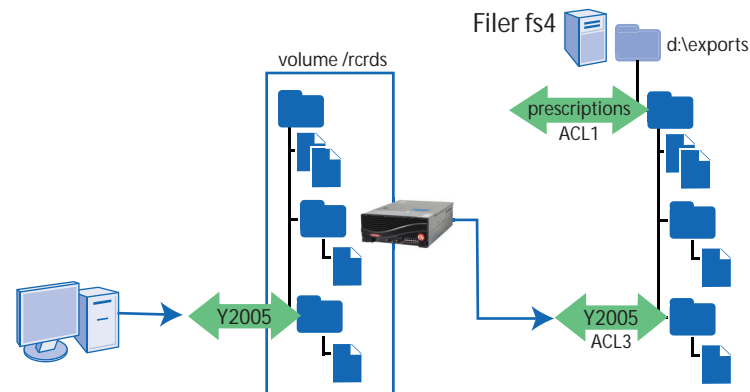 Filer fs4
d:\exports
volume /rcrds
prescriptions
ACL1
Y2005
Y2005
ACL3